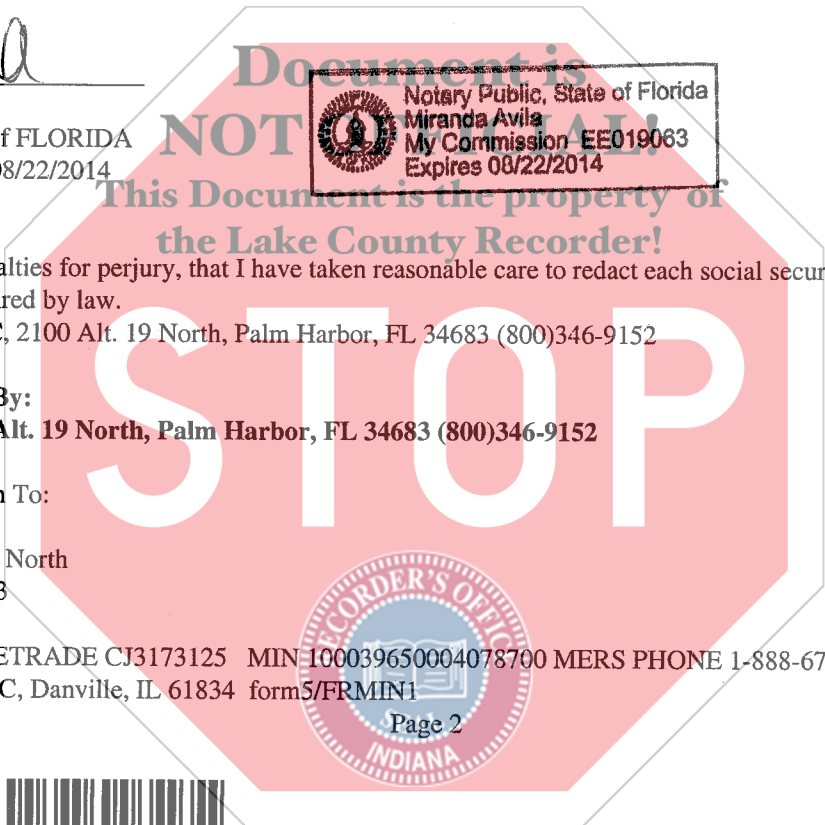 Document is
NOT OFFICIAL!
This Document is the property of
the Lake County Recorder!
Notary Public, State of Florida
Miranda Avila
My Commission EE019063
Expires 08/22/2014
f FLORIDA
08/22/2014
alties for perjury, that I have taken reasonable care to redact each social secur
red by law.
, 2100 Alt. 19 North, Palm Harbor, FL 34683 (800)346-9152
By:
Alt. 19 North, Palm Harbor, FL 34683 (800)346-9152
STOP
To:
North
3
ETRADE CJ3173125 MIN 100039650004078700 MERS PHONE 1-888-67
C, Danville, IL 61834 form5/FRMIN1
Page 2
RECORDER'S OFFICE
SEAL
INDIANA